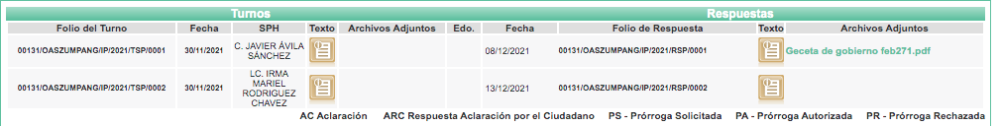 Turnos Respuestas
Folio del Turno Fecha SPH Texto Archivos Adjuntos Edo. Fecha Folio de Respuesta Texto Archivos Adjuntos
00131/OASZUMPANG/IP/2021/TSP/0001 30/11/2021 C. JAVIER ÁVILA SÁNCHEZ 08/12/2021 00131/OASZUMPANG/IP/2021/RSP/0001 Geceta de gobierno feb271.pdf
00131/OASZUMPANG/IP/2021/TSP/0002 30/11/2021 LC. IRMA MARIEL RODRIGUEZ CHAVEZ 13/12/2021 00131/OASZUMPANG/IP/2021/RSP/0002
AC Aclaración ARC Respuesta Aclaración por el Ciudadano PS - Prórroga Solicitada PA - Prórroga Autorizada PR - Prórroga Rechazada